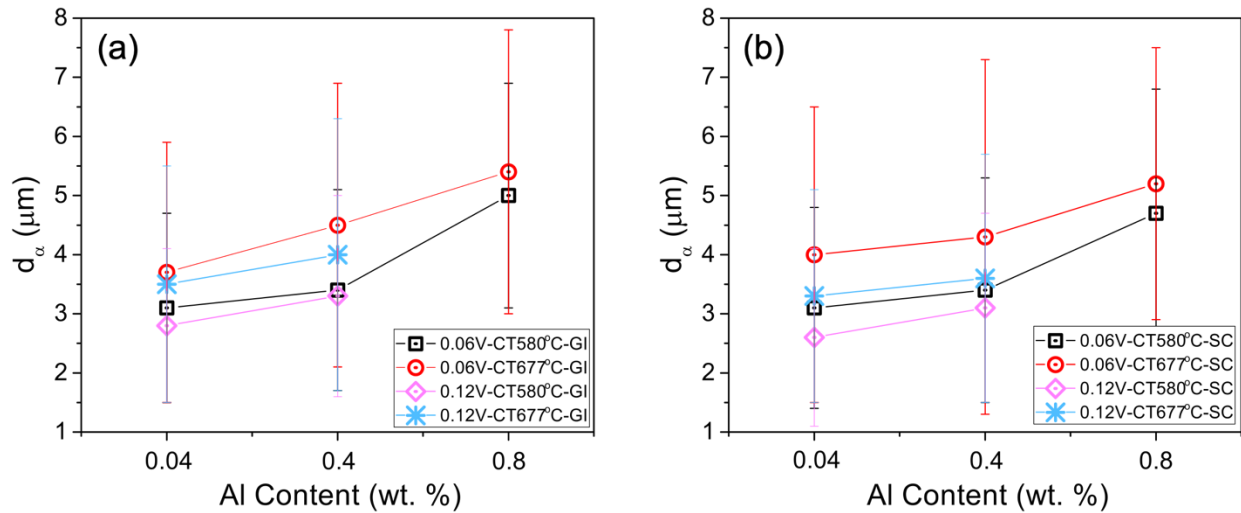 (a)
8
7
6
5
4
3
2
1
dα (μm)
0.04
0.4
0.8
Al Content (wt. %)
0.06V-CT580°C-GI
0.06V-CT677°C-GI
0.12V-CT580°C-GI
0.12V-CT677°C-GI
(b)
8
7
6
5
4
3
2
1
dα (μm)
0.04
0.4
0.8
Al Content (wt. %)
0.06V-CT580°C-SC
0.06V-CT677°C-SC
0.12V-CT580°C-SC
0.12V-CT677°C-SC